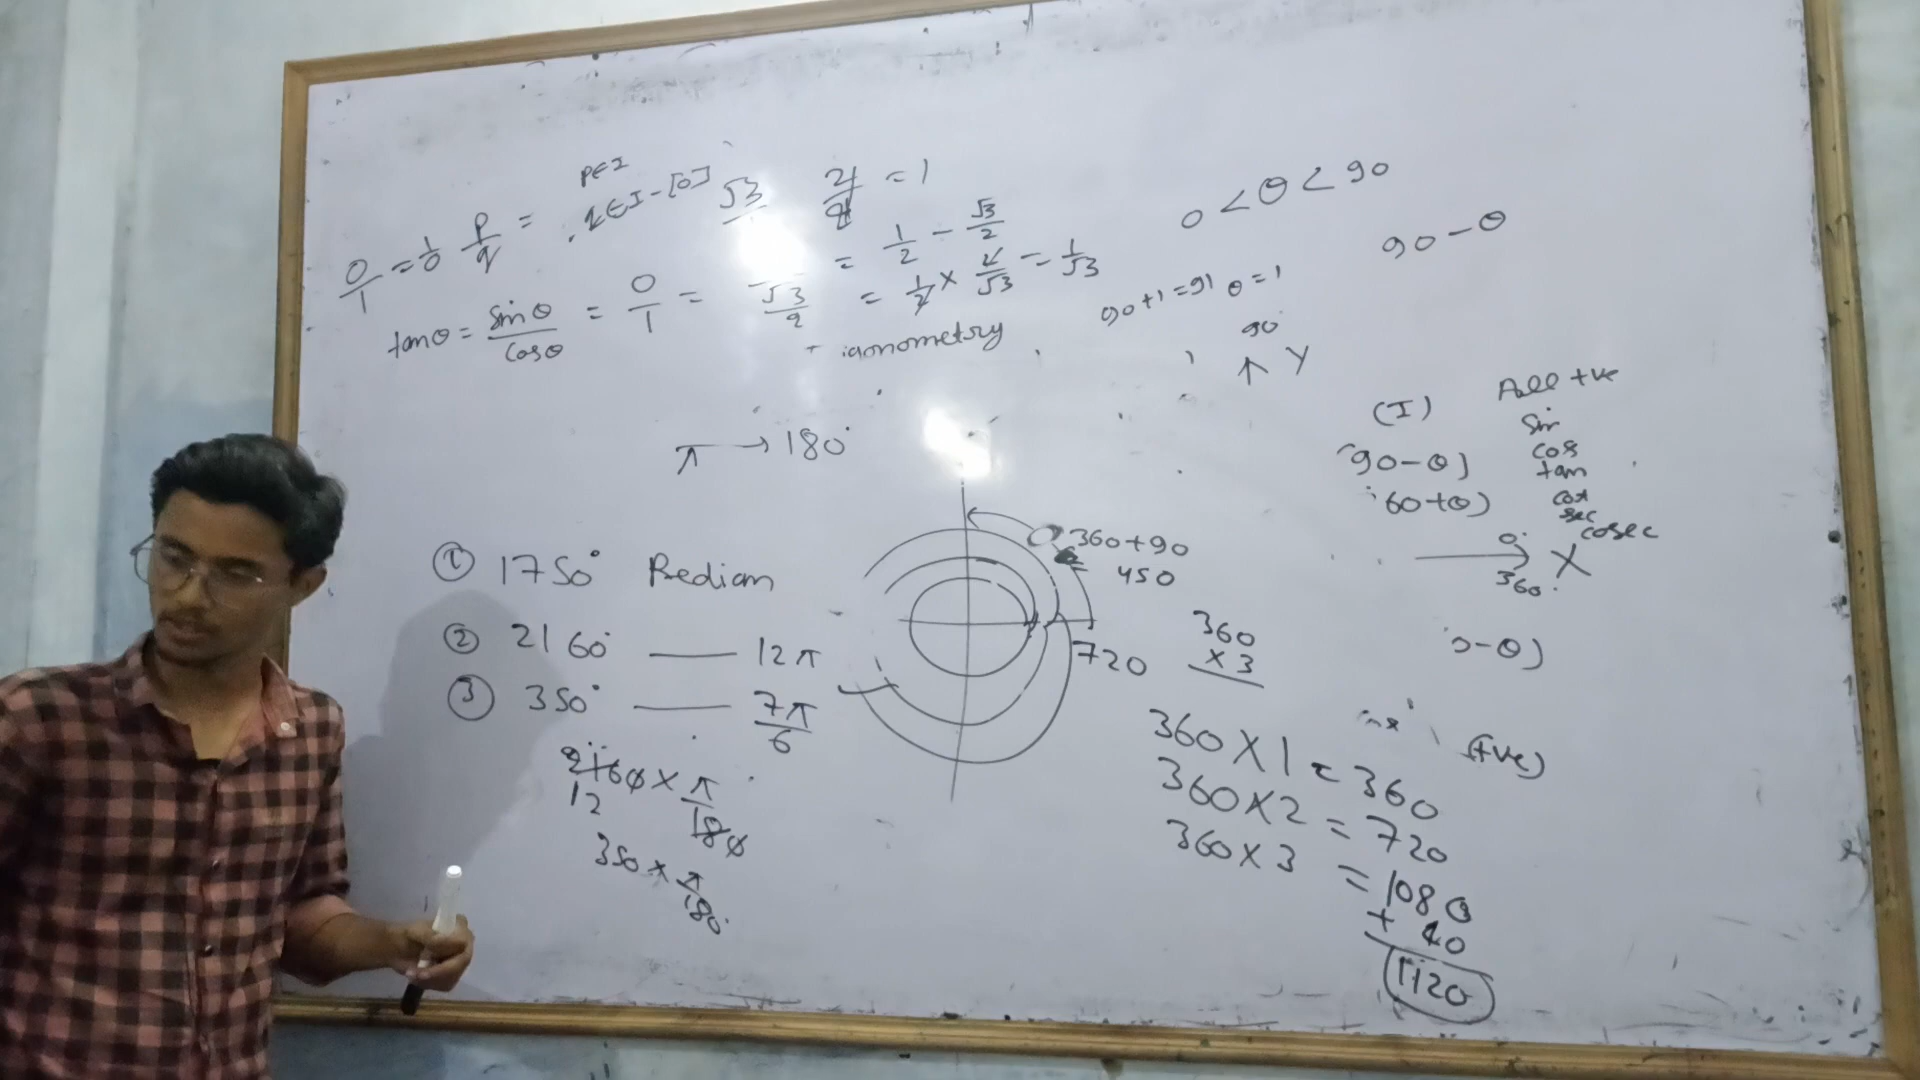 0/1 = 1/0 p/q = p∈I q∈I-[0] √3 2/2 = 1
tanθ = sinθ/cosθ = 0/1 = √3/2 = 1/2 - √3/2
= 1/2 × 2/√3 = 1/√3
0 < θ < 90
90-θ
90+1=91 θ=1
90°
Y
π → 180°
(I) All +ve
sin
cos
tan
cot
sec
cosec
90-θ)
60+θ)
0°
X
360°
① 1750° Redian
② 2160° — 12π
③ 350° — 7π/6
2160 × π/180
12
350 × π/180°
360+90
450
720
360
×3
-θ)
(+ve)
360×1 = 360
360×2 = 720
360×3 = 1080
+ 40
1120